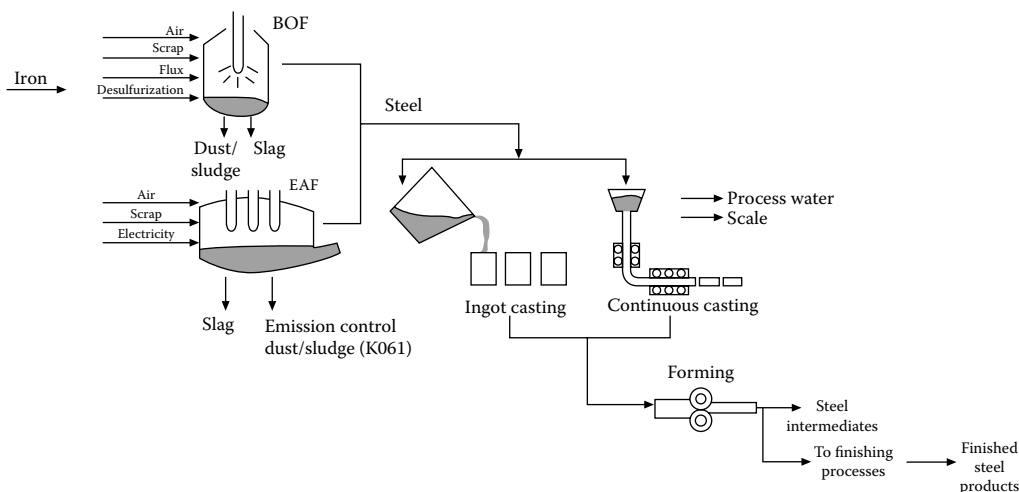 BOF
Air
Scrap
Iron
Flux
Desulfurization
Steel
Dust/
sludge
Slag
EAF
Air
Scrap
Electricity
Process water
Scale
Slag
Emission control
dust/sludge (K061)
Ingot casting
Continuous casting
Forming
Steel
intermediates
To finishing
processes
Finished
steel
products